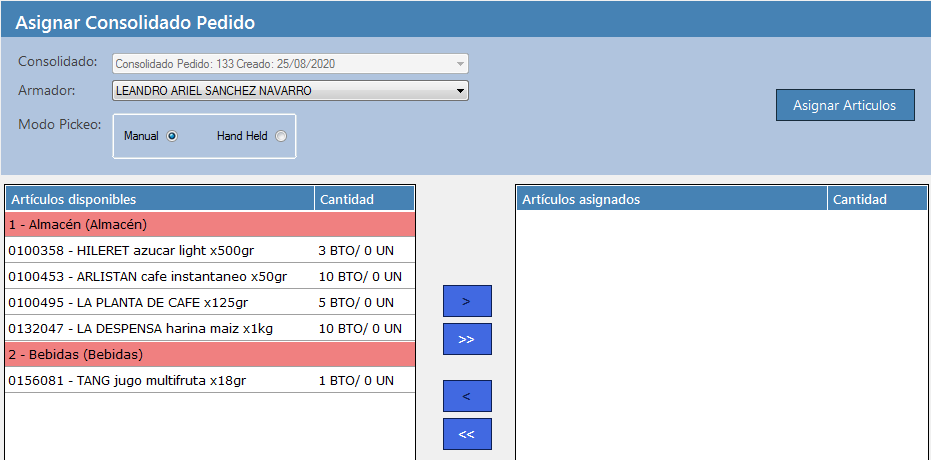 Asignar Consolidado Pedido
Consolidado: Consolidado Pedido: 133 Creado: 25/08/2020
Armador: LEANDRO ARIEL SANCHEZ NAVARRO
Asignar Articulos
Modo Pickeo: Manual Hand Held
Artículos disponibles Cantidad
1 - Almacén (Almacén)
0100358 - HILERET azucar light x500gr 3 BTO/ 0 UN
0100453 - ARLISTAN cafe instantaneo x50gr 10 BTO/ 0 UN
0100495 - LA PLANTA DE CAFE x125gr 5 BTO/ 0 UN
0132047 - LA DESPENSA harina maiz x1kg 10 BTO/ 0 UN
2 - Bebidas (Bebidas)
0156081 - TANG jugo multifruta x18gr 1 BTO/ 0 UN
>
>>
<
<<
Artículos asignados Cantidad